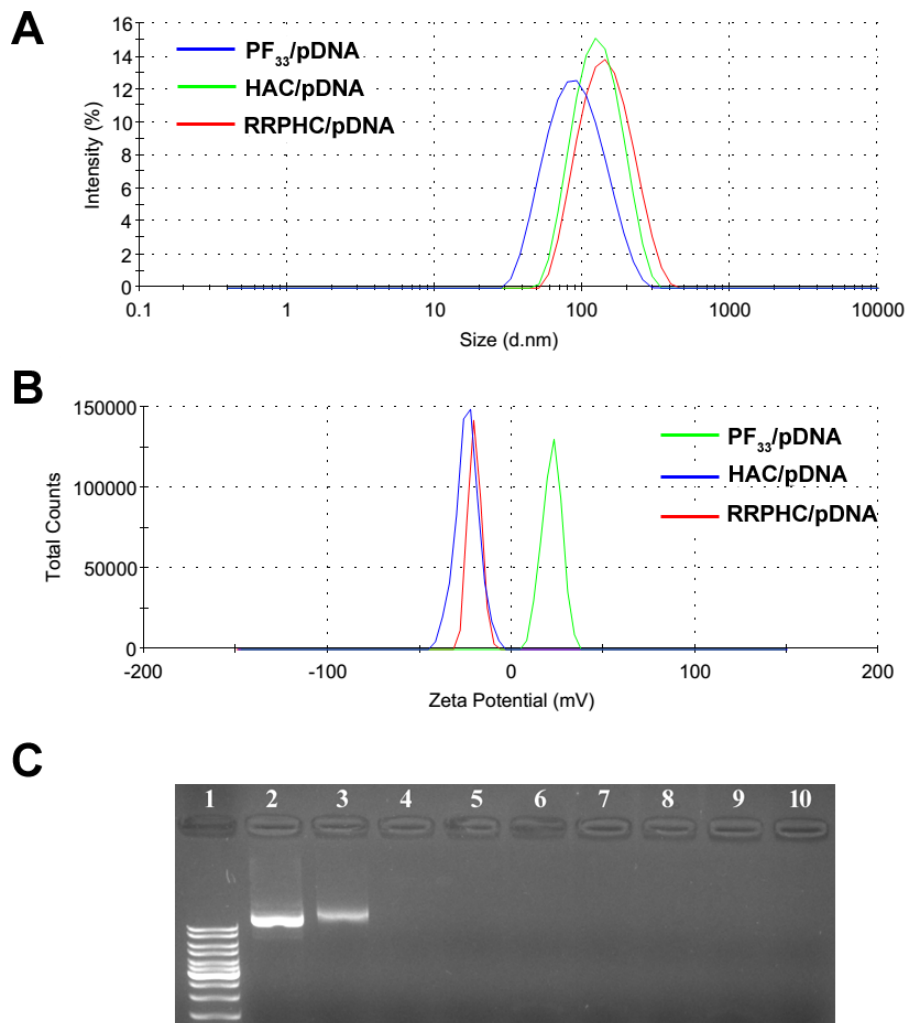 A
PF33/pDNA
HAC/pDNA
RRPHC/pDNA
Intensity (%)
16
14
12
10
8
6
4
2
0
0.1 1 10 100 1000 10000
Size (d.nm)
B
PF33/pDNA
HAC/pDNA
RRPHC/pDNA
Total Counts
150000
100000
50000
0
-200 -100 0 100 200
Zeta Potential (mV)
C
1 2 3 4 5 6 7 8 9 10